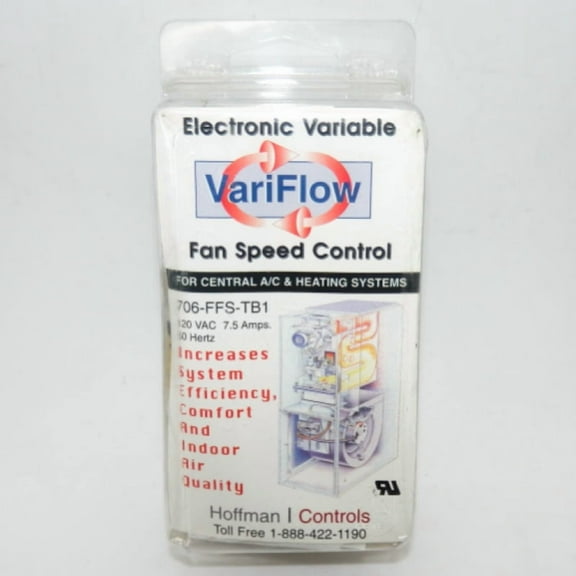 Electronic Variable
VariFlow
Fan Speed Control
FOR CENTRAL A/C & HEATING SYSTEMS
706-FFS-TB1
120 VAC 7.5 Amps.
60 Hertz
Increases
System
Efficiency,
Comfort
And
Indoor
Air
Quality
Hoffman | Controls
Toll Free 1-888-422-1190